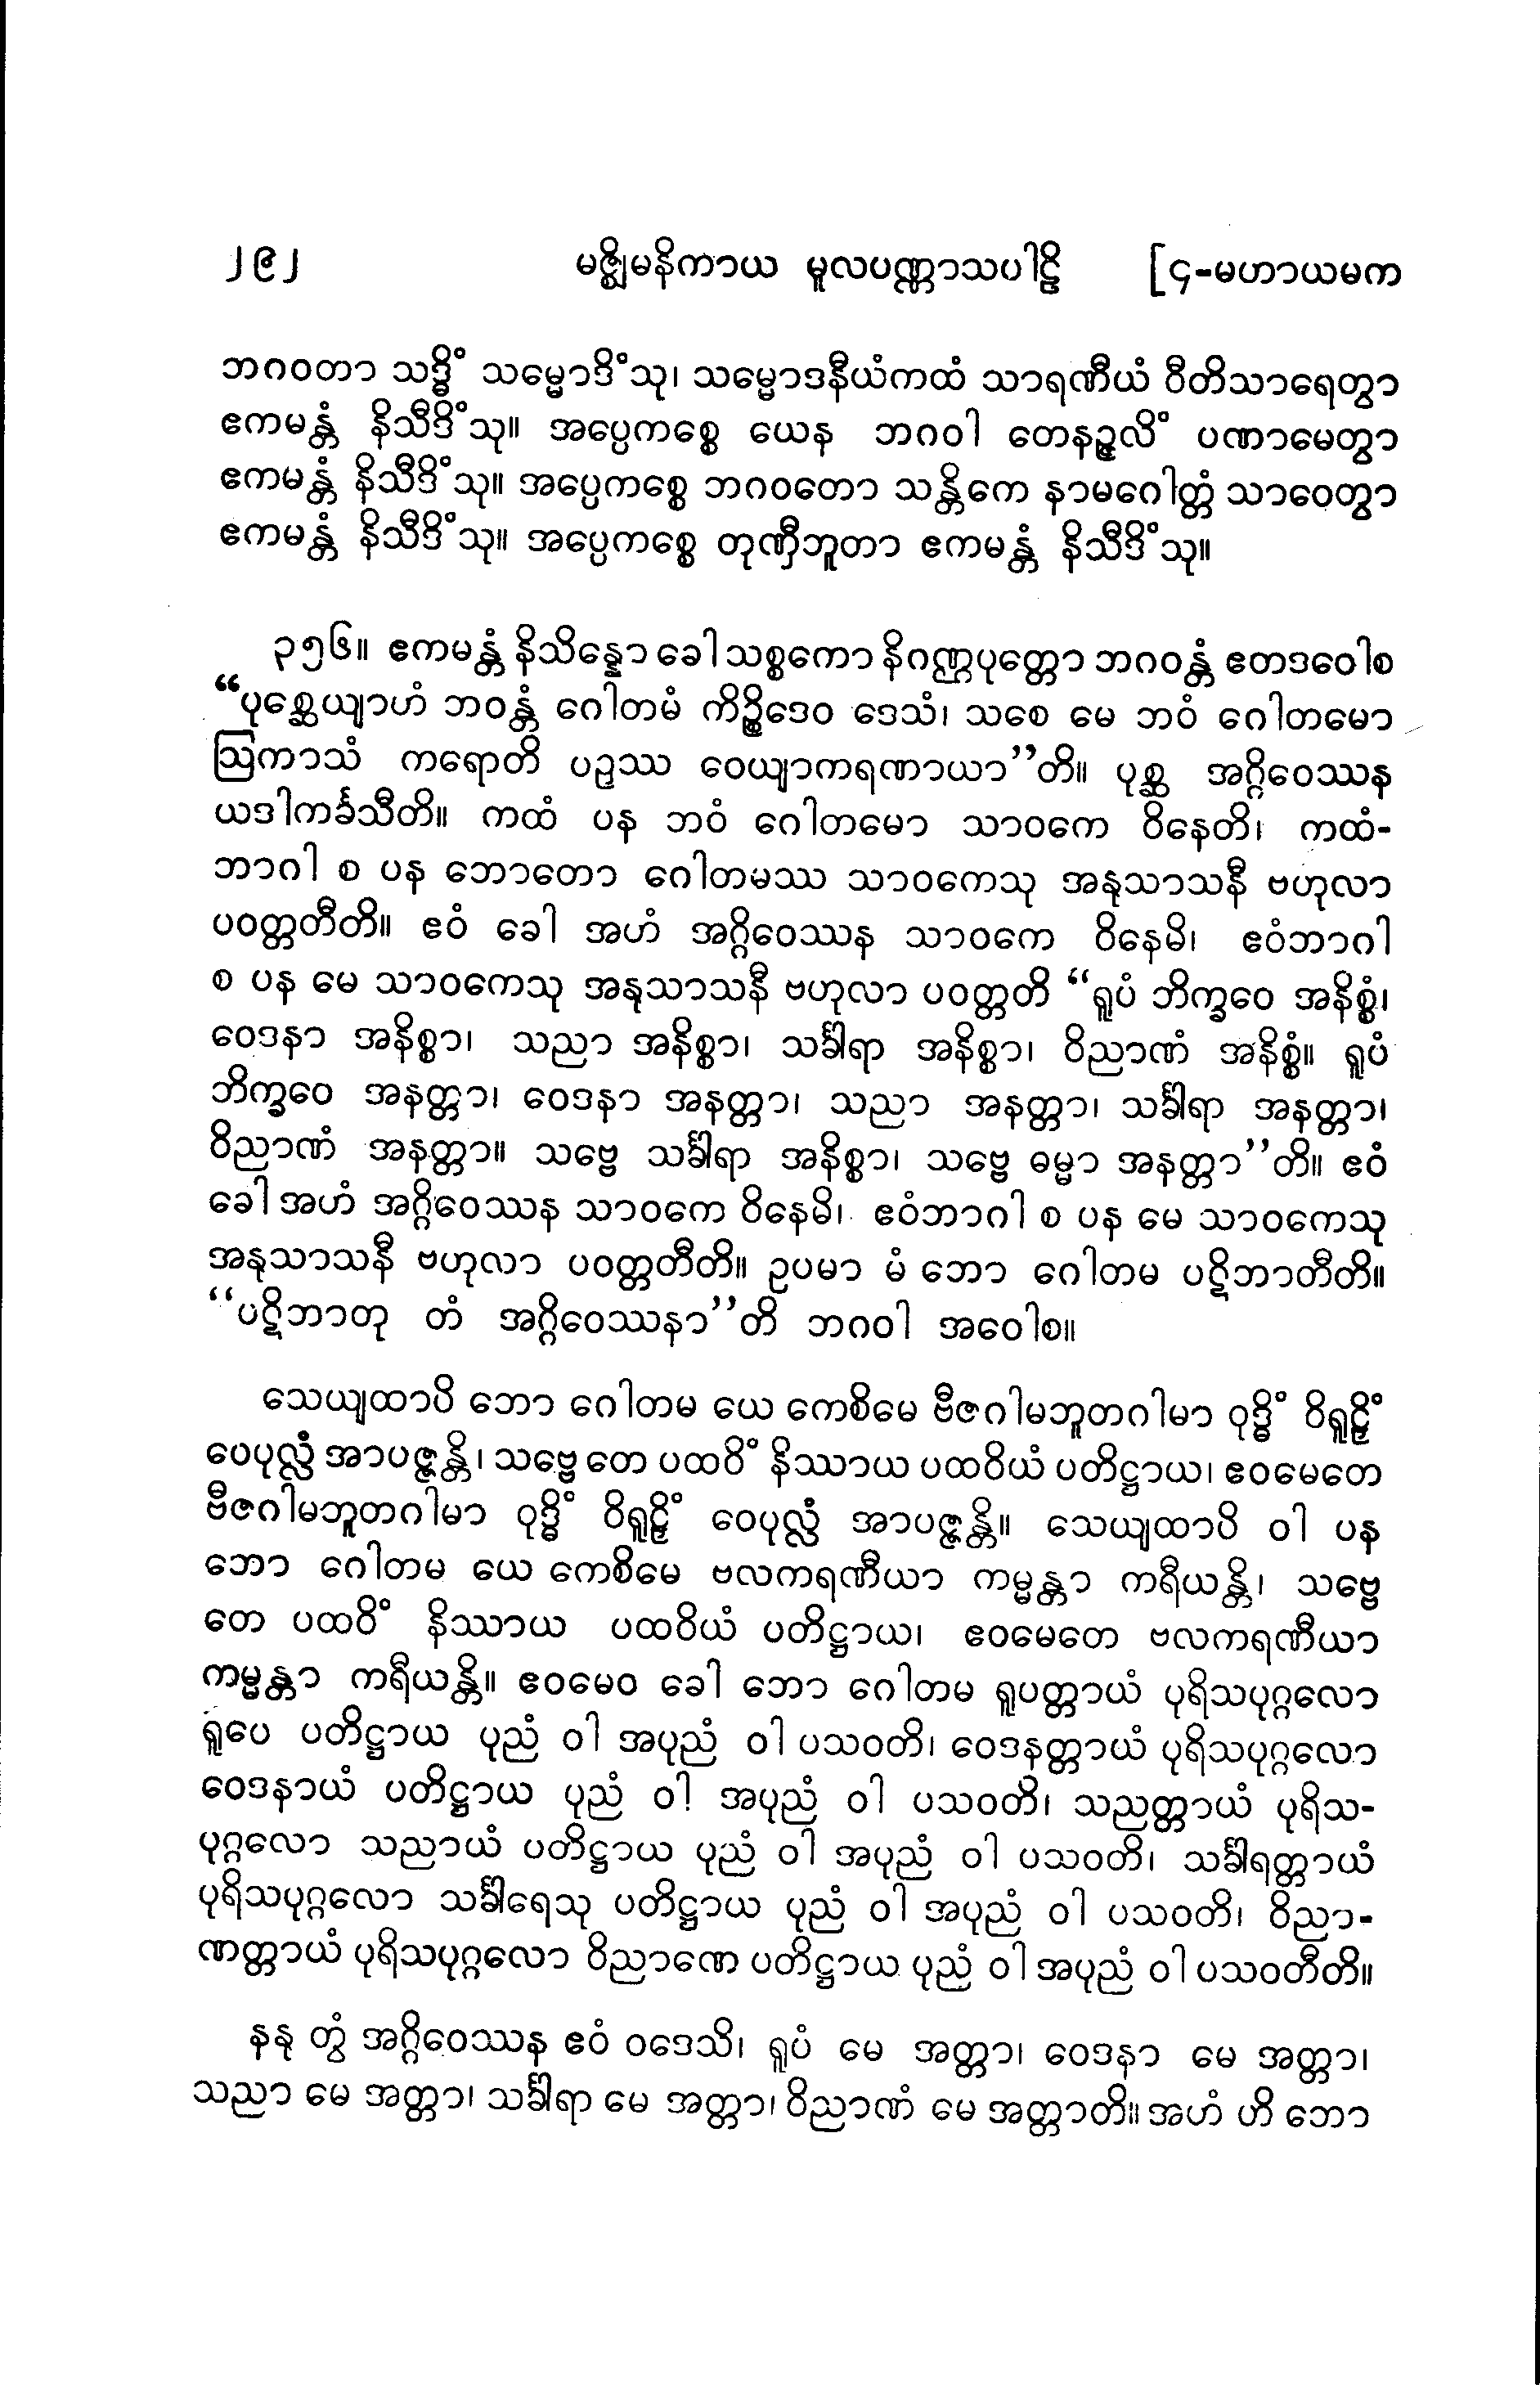 ၂၉၂ မဇ္ဈိမနိကာယ မူလပဏ္ဏာသပါဠိ [၄-မဟာယမက
ဘဂဝတာ သဒ္ဓိံ သမ္မောဒိံသု၊ သမ္မောဒနီယံကထံ သာရဏီယံ ဝီတိသာရေတွာ
ဧကမန္တံ နိသီဒိံသု။ အပ္ပေကစ္စေ ယေန ဘဂဝါ တေနဉ္ဇလိံ ပဏာမေတွာ
ဧကမန္တံ နိသီဒိံသု။ အပ္ပေကစ္စေ ဘဂဝတော သန္တိကေ နာမဂေါတ္တံ သာဝေတွာ
ဧကမန္တံ နိသီဒိံသု။ အပ္ပေကစ္စေ တုဏှီဘူတာ ဧကမန္တံ နိသီဒိံသု။
၃၅၆။ ဧကမန္တံ နိသိန္နော ခေါ သစ္စကော နိဂဏ္ဌပုတ္တော ဘဂဝန္တံ ဧတဒဝေါစ
“ပုစ္ဆေယျာဟံ ဘဝန္တံ ဂေါတမံ ကိဉ္စိဒေဝ ဒေသံ၊ သစေ မေ ဘဝံ ဂေါတမော
ဩကာသံ ကရောတိ ပဉှဿ ဝေယျာကရဏာယာ”တိ။ ပုစ္ဆ အဂ္ဂိဝေဿန
ယဒါကင်္ခသီတိ။ ကထံ ပန ဘဝံ ဂေါတမော သာဝကေ ဝိနေတိ၊ ကထံ-
ဘာဂါ စ ပန ဘောတော ဂေါတမဿ သာဝကေသု အနုသာသနီ ဗဟုလာ
ပဝတ္တတီတိ။ ဧဝံ ခေါ အဟံ အဂ္ဂိဝေဿန သာဝကေ ဝိနေမိ၊ ဧဝံဘာဂါ
စ ပန မေ သာဝကေသု အနုသာသနီ ဗဟုလာ ပဝတ္တတိ “ရူပံ ဘိက္ခဝေ အနိစ္စံ၊
ဝေဒနာ အနိစ္စာ၊ သညာ အနိစ္စာ၊ သင်္ခါရာ အနိစ္စာ၊ ဝိညာဏံ အနိစ္စံ။ ရူပံ
ဘိက္ခဝေ အနတ္တာ၊ ဝေဒနာ အနတ္တာ၊ သညာ အနတ္တာ၊ သင်္ခါရာ အနတ္တာ၊
ဝိညာဏံ အနတ္တာ။ သဗ္ဗေ သင်္ခါရာ အနိစ္စာ၊ သဗ္ဗေ ဓမ္မာ အနတ္တာ”တိ။ ဧဝံ
ခေါ အဟံ အဂ္ဂိဝေဿန သာဝကေ ဝိနေမိ၊ ဧဝံဘာဂါ စ ပန မေ သာဝကေသု
အနုသာသနီ ဗဟုလာ ပဝတ္တတီတိ။ ဥပမာ မံ ဘော ဂေါတမ ပဋိဘာတီတိ။
“ပဋိဘာတု တံ အဂ္ဂိဝေဿနာ”တိ ဘဂဝါ အဝေါစ။
သေယျထာပိ ဘော ဂေါတမ ယေ ကေစိမေ ဗီဇဂါမဘူတဂါမာ ဝုဒ္ဓိံ ဝိရူဠှိံ
ဝေပုလ္လံ အာပဇ္ဇန္တိ၊ သဗ္ဗေ တေ ပထဝိံ နိဿာယ ပထဝိယံ ပတိဋ္ဌာယ၊ ဧဝမေတေ
ဗီဇဂါမဘူတဂါမာ ဝုဒ္ဓိံ ဝိရူဠှိံ ဝေပုလ္လံ အာပဇ္ဇန္တိ။ သေယျထာပိ ဝါ ပန
ဘော ဂေါတမ ယေ ကေစိမေ ဗလကရဏီယာ ကမ္မန္တာ ကရီယန္တိ၊ သဗ္ဗေ
တေ ပထဝိံ နိဿာယ ပထဝိယံ ပတိဋ္ဌာယ၊ ဧဝမေတေ ဗလကရဏီယာ
ကမ္မန္တာ ကရီယန္တိ။ ဧဝမေဝ ခေါ ဘော ဂေါတမ ရူပတ္တာယံ ပုရိသပုဂ္ဂလော
ရူပေ ပတိဋ္ဌာယ ပုညံ ဝါ အပုညံ ဝါ ပသဝတိ၊ ဝေဒနတ္တာယံ ပုရိသပုဂ္ဂလော
ဝေဒနာယံ ပတိဋ္ဌာယ ပုညံ ဝါ အပုညံ ဝါ ပသဝတိ၊ သညတ္တာယံ ပုရိသ-
ပုဂ္ဂလော သညာယံ ပတိဋ္ဌာယ ပုညံ ဝါ အပုညံ ဝါ ပသဝတိ၊ သင်္ခါရတ္တာယံ
ပုရိသပုဂ္ဂလော သင်္ခါရေသု ပတိဋ္ဌာယ ပုညံ ဝါ အပုညံ ဝါ ပသဝတိ၊ ဝိညာ-
ဏတ္တာယံ ပုရိသပုဂ္ဂလော ဝိညာဏေ ပတိဋ္ဌာယ ပုညံ ဝါ အပုညံ ဝါ ပသဝတီတိ။
နနု တွံ အဂ္ဂိဝေဿန ဧဝံ ဝဒေသိ၊ ရူပံ မေ အတ္တာ၊ ဝေဒနာ မေ အတ္တာ၊
သညာ မေ အတ္တာ၊ သင်္ခါရာ မေ အတ္တာ၊ ဝိညာဏံ မေ အတ္တာတိ။ အဟံ ဟိ ဘော